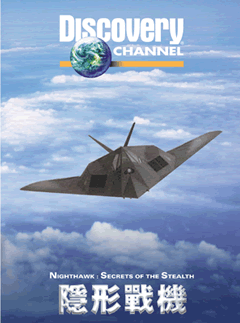 Discovery
CHANNEL
NIGHTHAWK : SECRETS OF THE STEALTH
隱形戰機